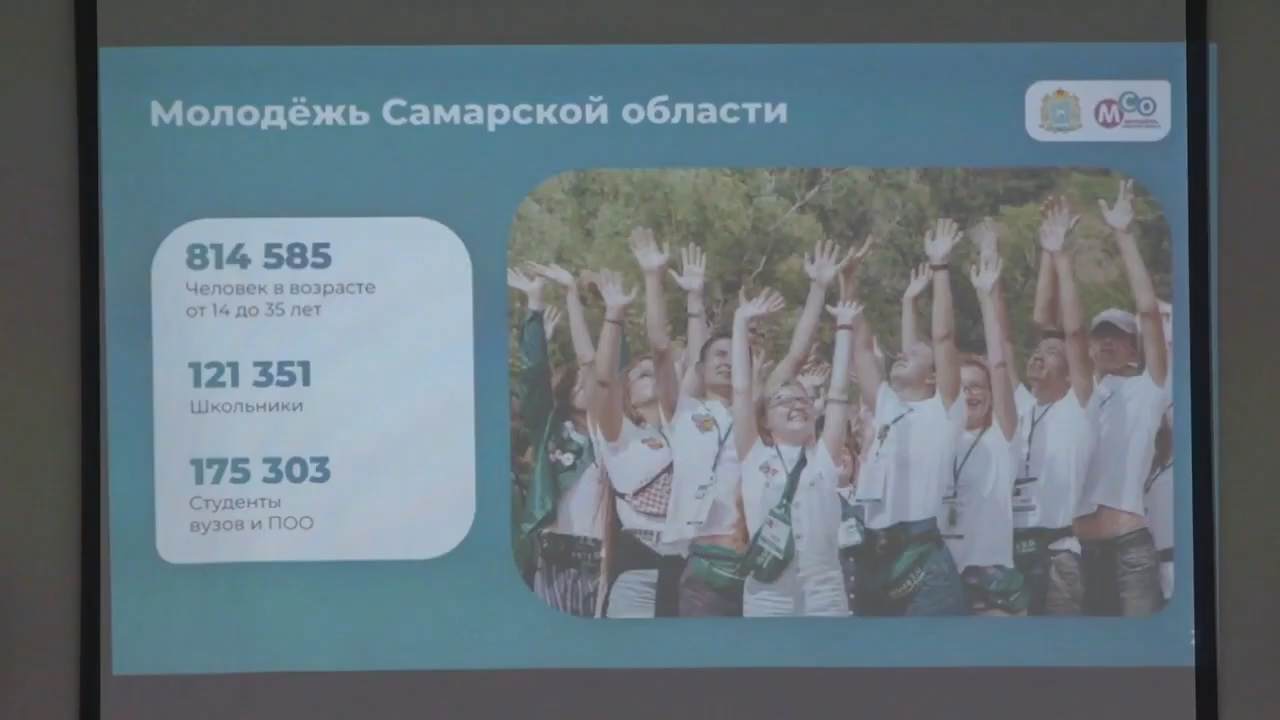 Молодёжь Самарской области
МСО
814 585
Человек в возрасте
от 14 до 35 лет
121 351
Школьники
175 303
Студенты
вузов и ПОО